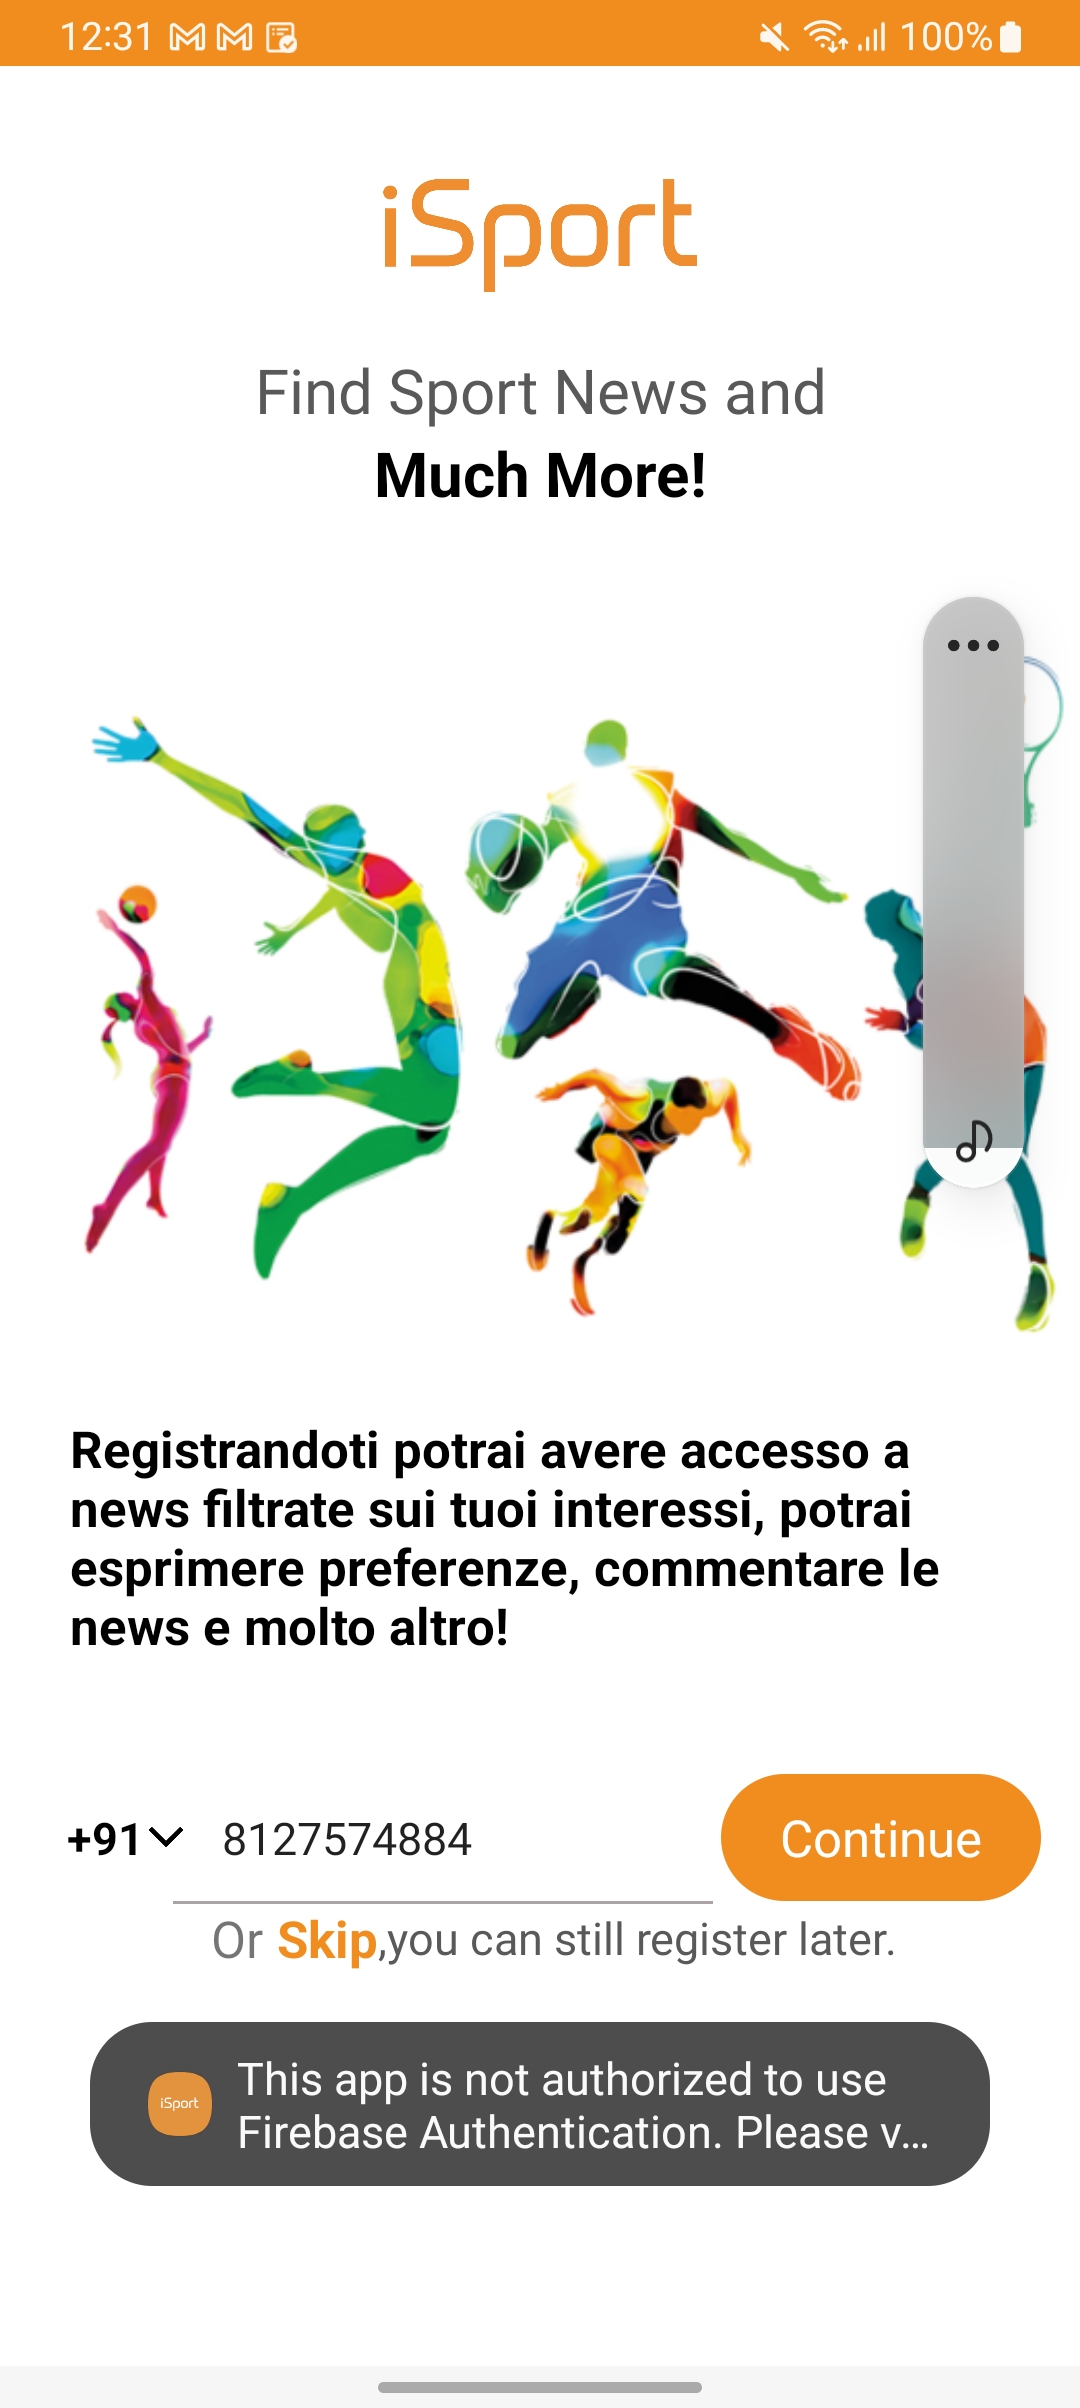 12:31
100%
iSport
Find Sport News and
Much More!
Registrandoti potrai avere accesso a
news filtrate sui tuoi interessi, potrai
esprimere preferenze, commentare le
news e molto altro!
+91 8127574884
Continue
Or Skip,you can still register later.
iSport
This app is not authorized to use
Firebase Authentication. Please v...